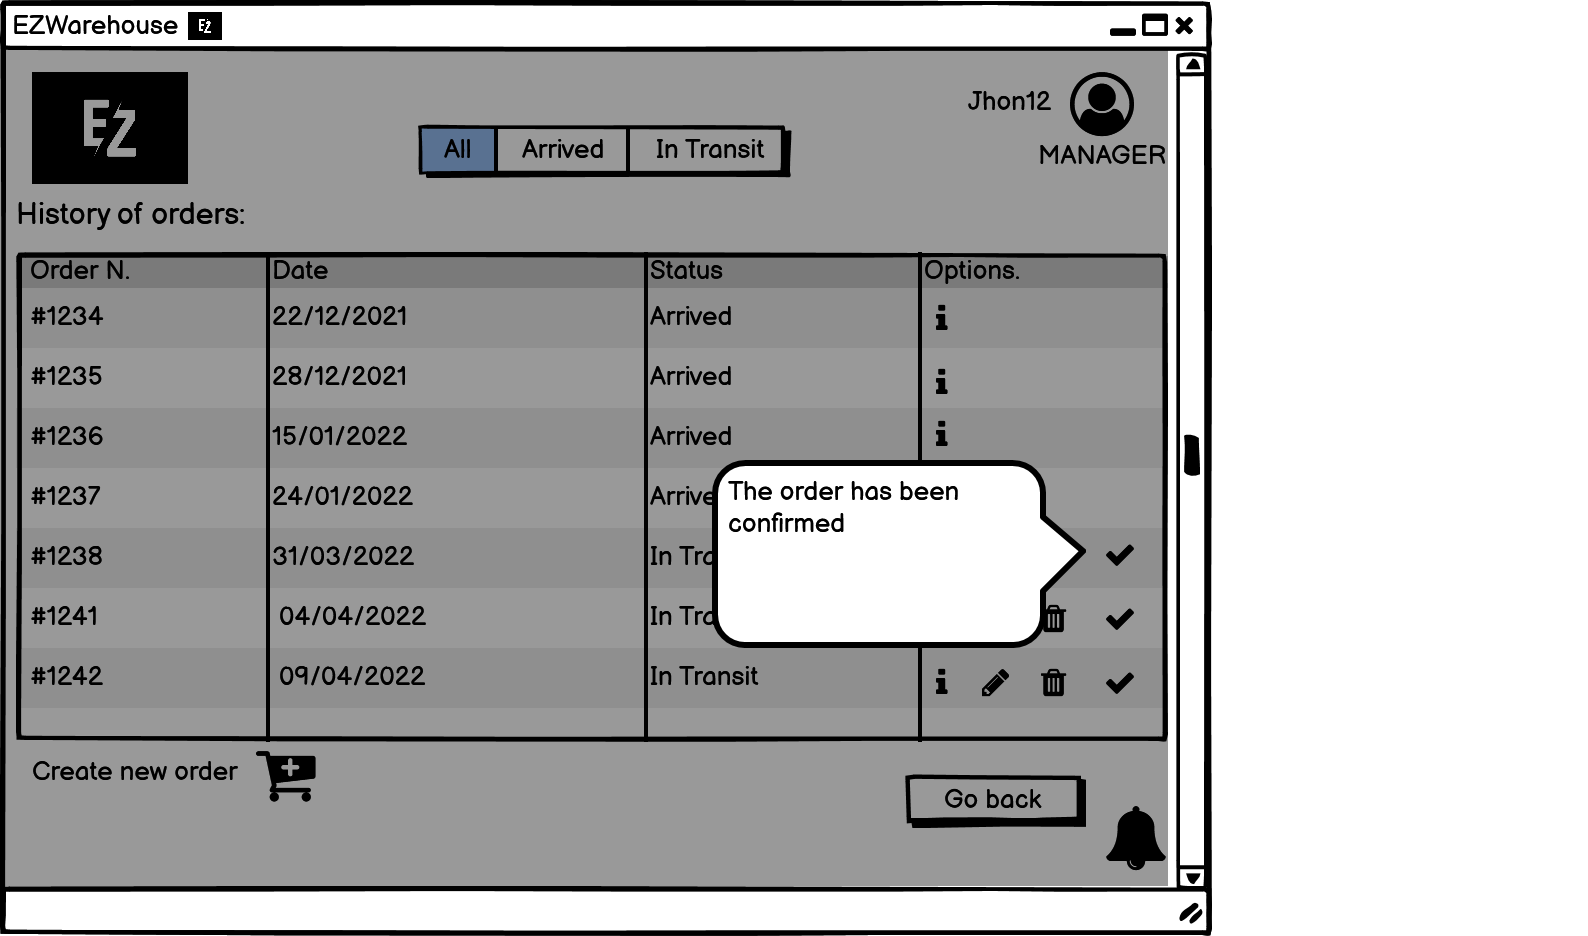 EZWarehouse EZ
EZ
Jhon12
All Arrived In Transit
MANAGER
History of orders:
Order N. Date Status Options.
#1234 22/12/2021 Arrived
#1235 28/12/2021 Arrived
#1236 15/01/2022 Arrived
#1237 24/01/2022 Arrive
The order has been
confirmed
#1238 31/03/2022 In Tra
#1241 04/04/2022 In Tra
#1242 09/04/2022 In Transit
Create new order
Go back